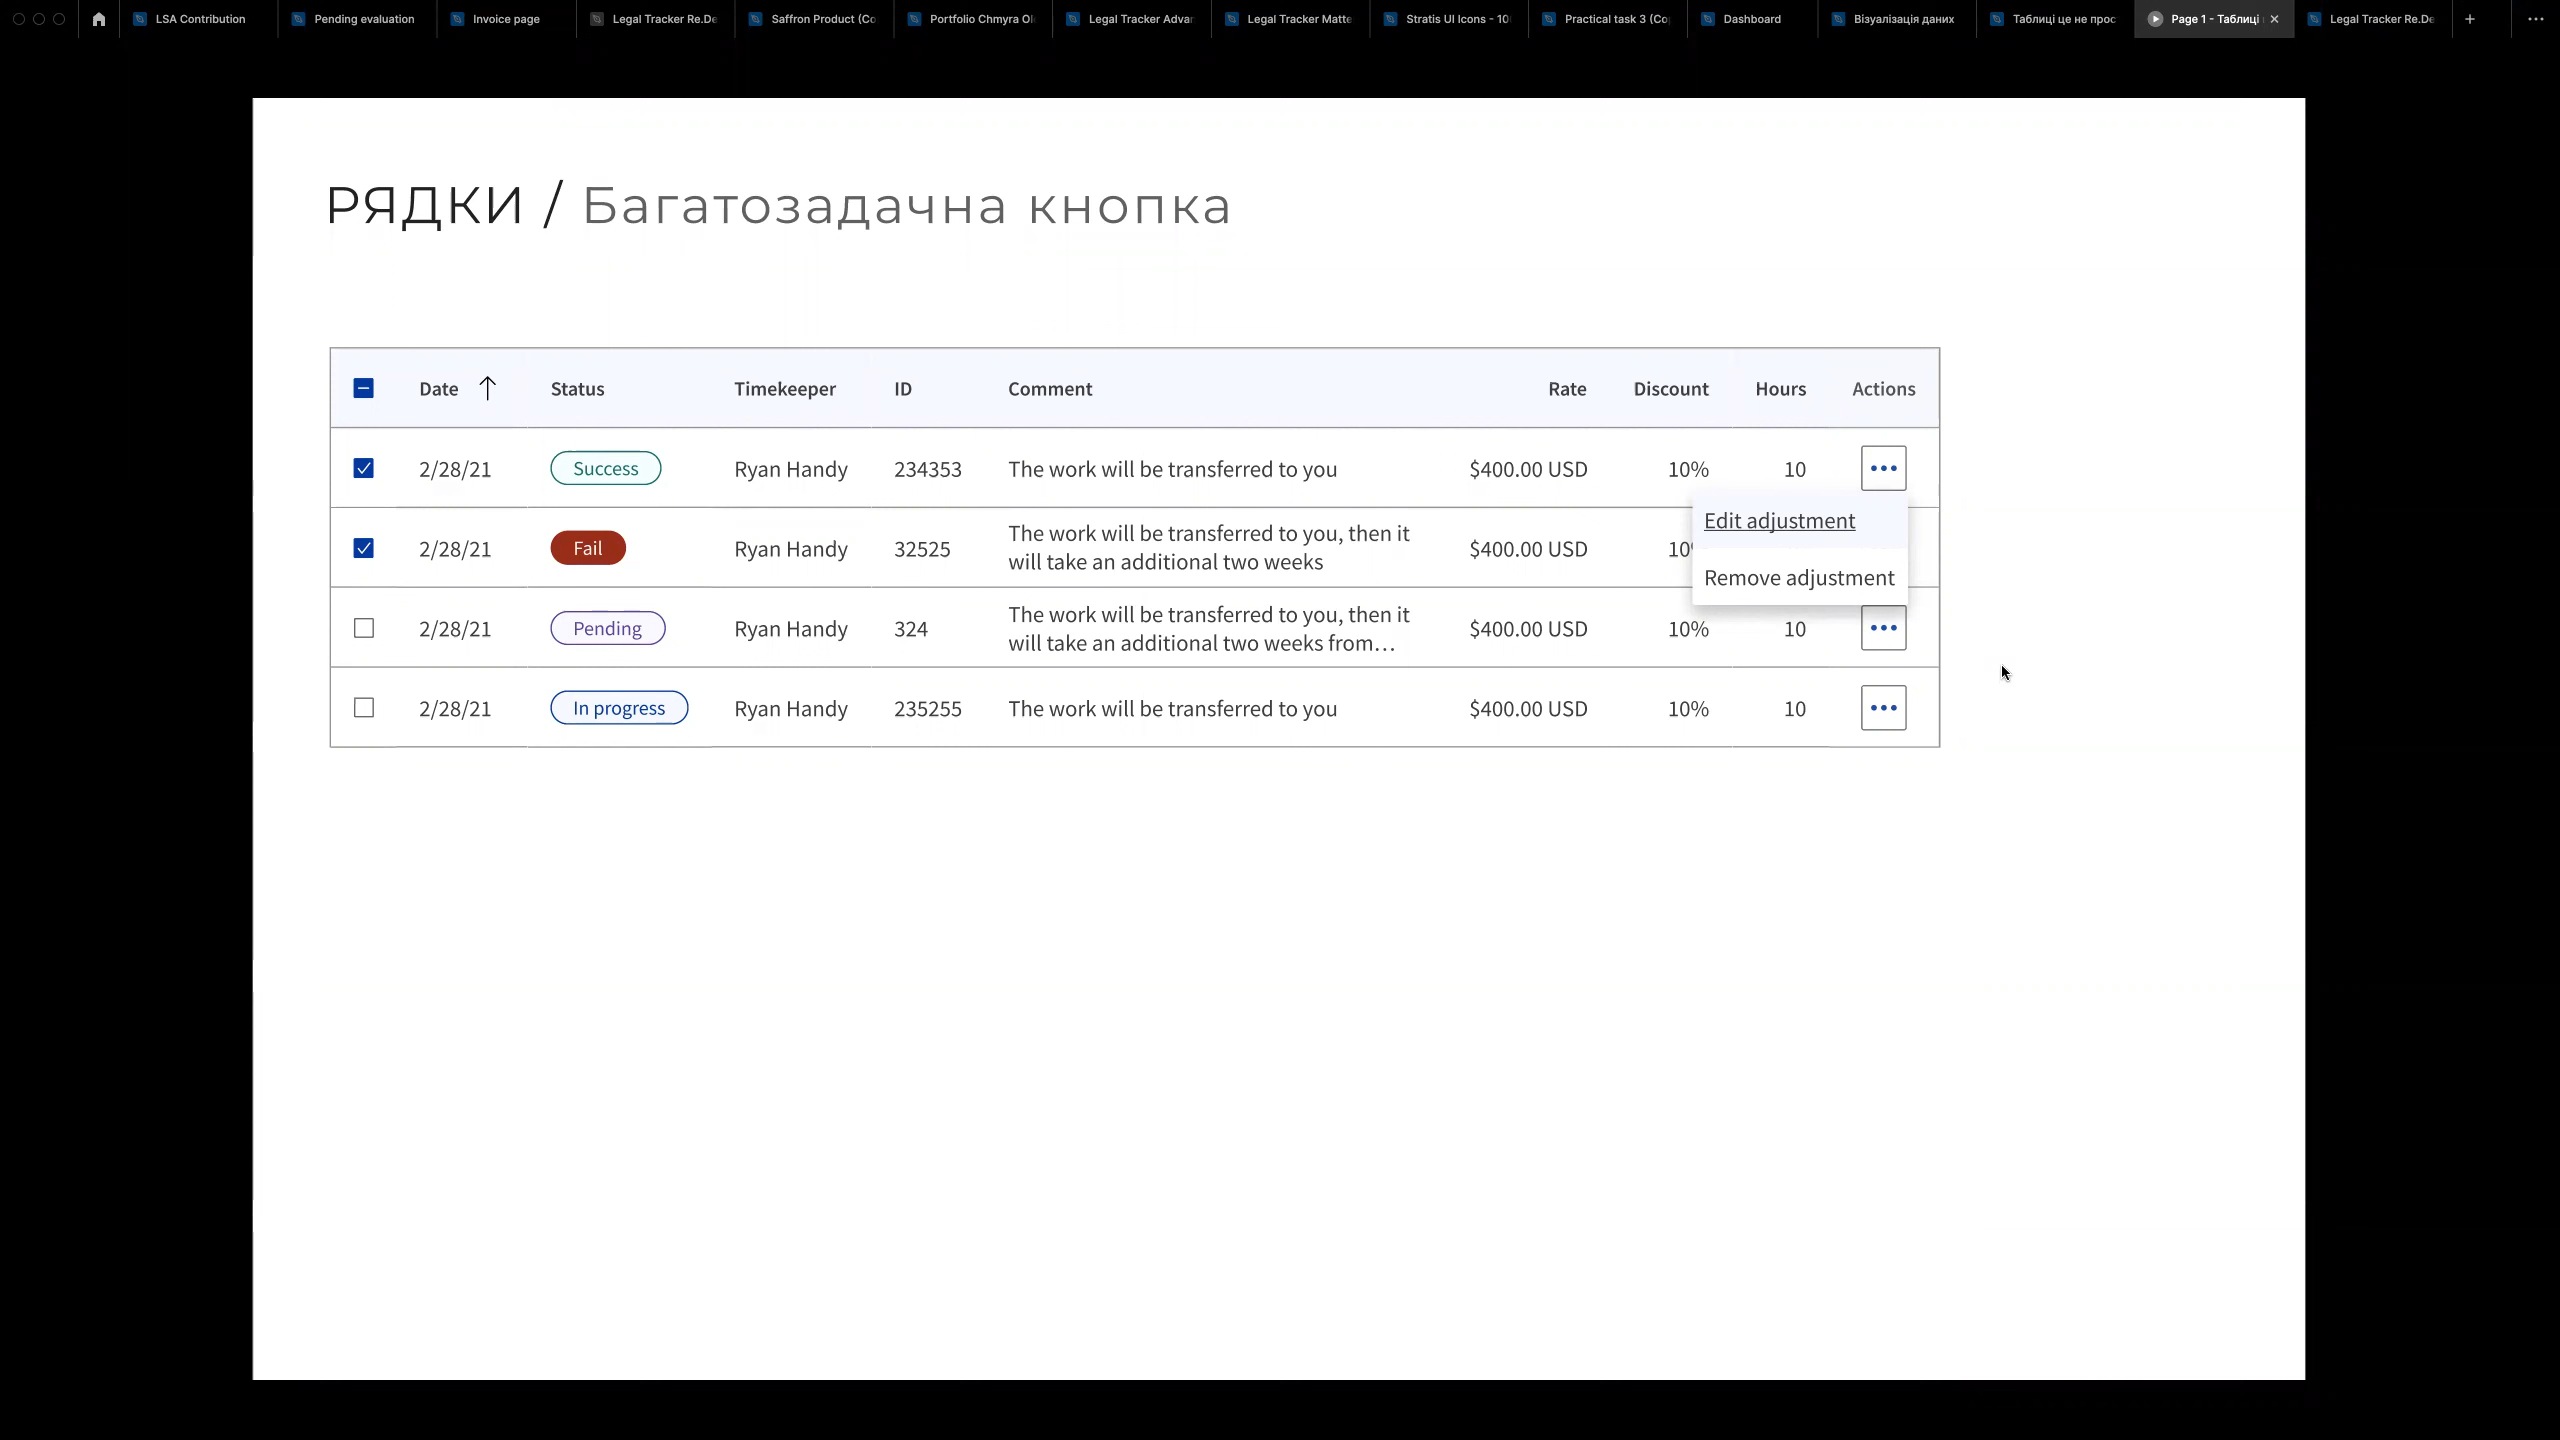 LSA Contribution
Pending evaluation
Invoice page
Legal Tracker Re.De
Saffron Product (Co
Portfolio Chmyra Ol
Legal Tracker Advar
Legal Tracker Matte
Stratis UI Icons - 10
Practical task 3 (Co
Dashboard
Візуалізація даних
Таблиці це не прос
Page 1 - Таблиці
Legal Tracker Re.De
РЯДКИ / Багатозадачна кнопка
Date Status Timekeeper ID Comment Rate Discount Hours Actions
2/28/21 Success Ryan Handy 234353 The work will be transferred to you $400.00 USD 10% 10
Edit adjustment
2/28/21 Fail Ryan Handy 32525 The work will be transferred to you, then it $400.00 USD 10%
will take an additional two weeks
Remove adjustment
2/28/21 Pending Ryan Handy 324 The work will be transferred to you, then it $400.00 USD 10% 10
will take an additional two weeks from...
2/28/21 In progress Ryan Handy 235255 The work will be transferred to you $400.00 USD 10% 10